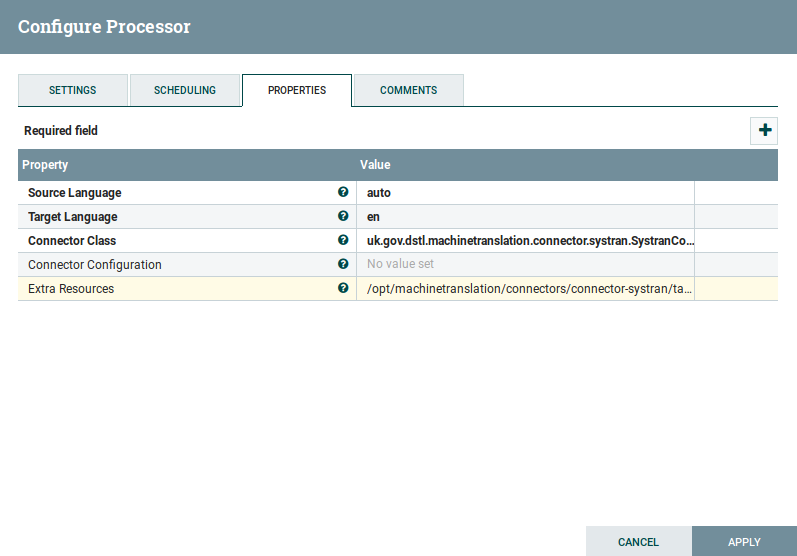 Configure Processor
SETTINGS SCHEDULING PROPERTIES COMMENTS
Required field
Property Value
Source Language auto
Target Language en
Connector Class uk.gov.dstl.machinetranslation.connector.systran.SystranCo...
Connector Configuration No value set
Extra Resources /opt/machinetranslation/connectors/connector-systran/ta...
CANCEL APPLY